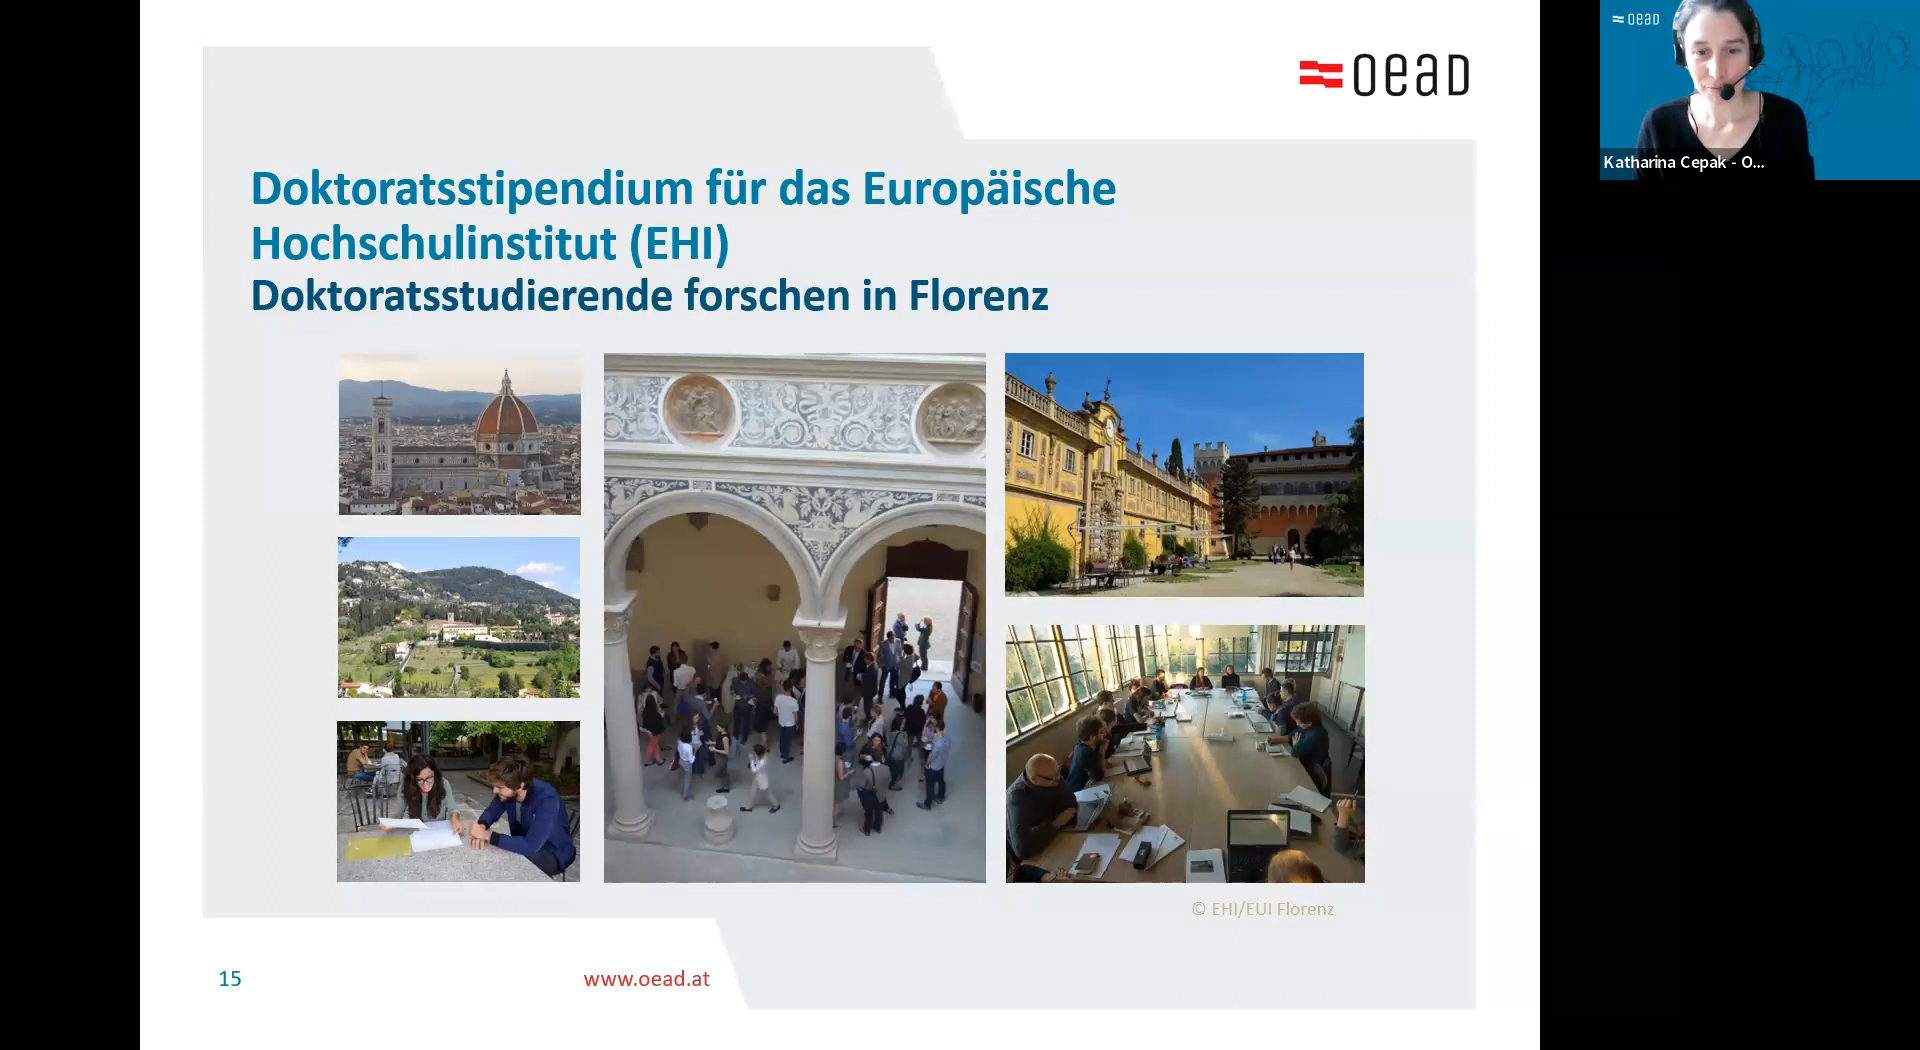 oead
Doktoratsstipendium für das Europäische
Hochschulinstitut (EHI)
Doktoratsstudierende forschen in Florenz
© EHI/EUI Florenz
15
www.oead.at
oead
Katharina Cepak - O...